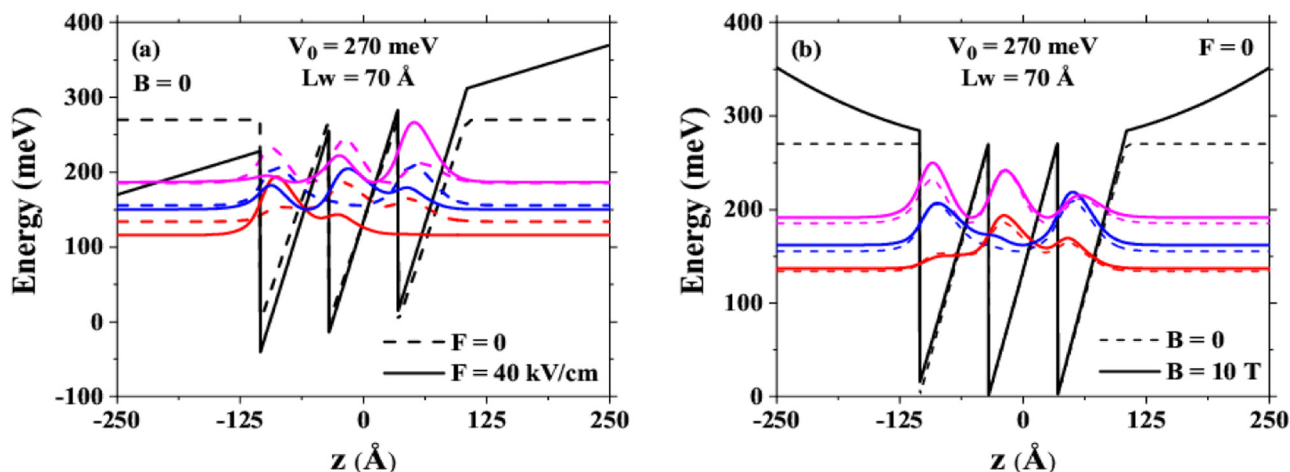 (a)
V₀ = 270 meV
B = 0
Lw = 70 Å
Energy (meV)
400
300
200
100
0
-100
F = 0
F = 40 kV/cm
-250
-125
0
125
250
z (Å)
(b)
V₀ = 270 meV
F = 0
Lw = 70 Å
Energy (meV)
400
300
200
100
0
B = 0
B = 10 T
-250
-125
0
125
250
z (Å)